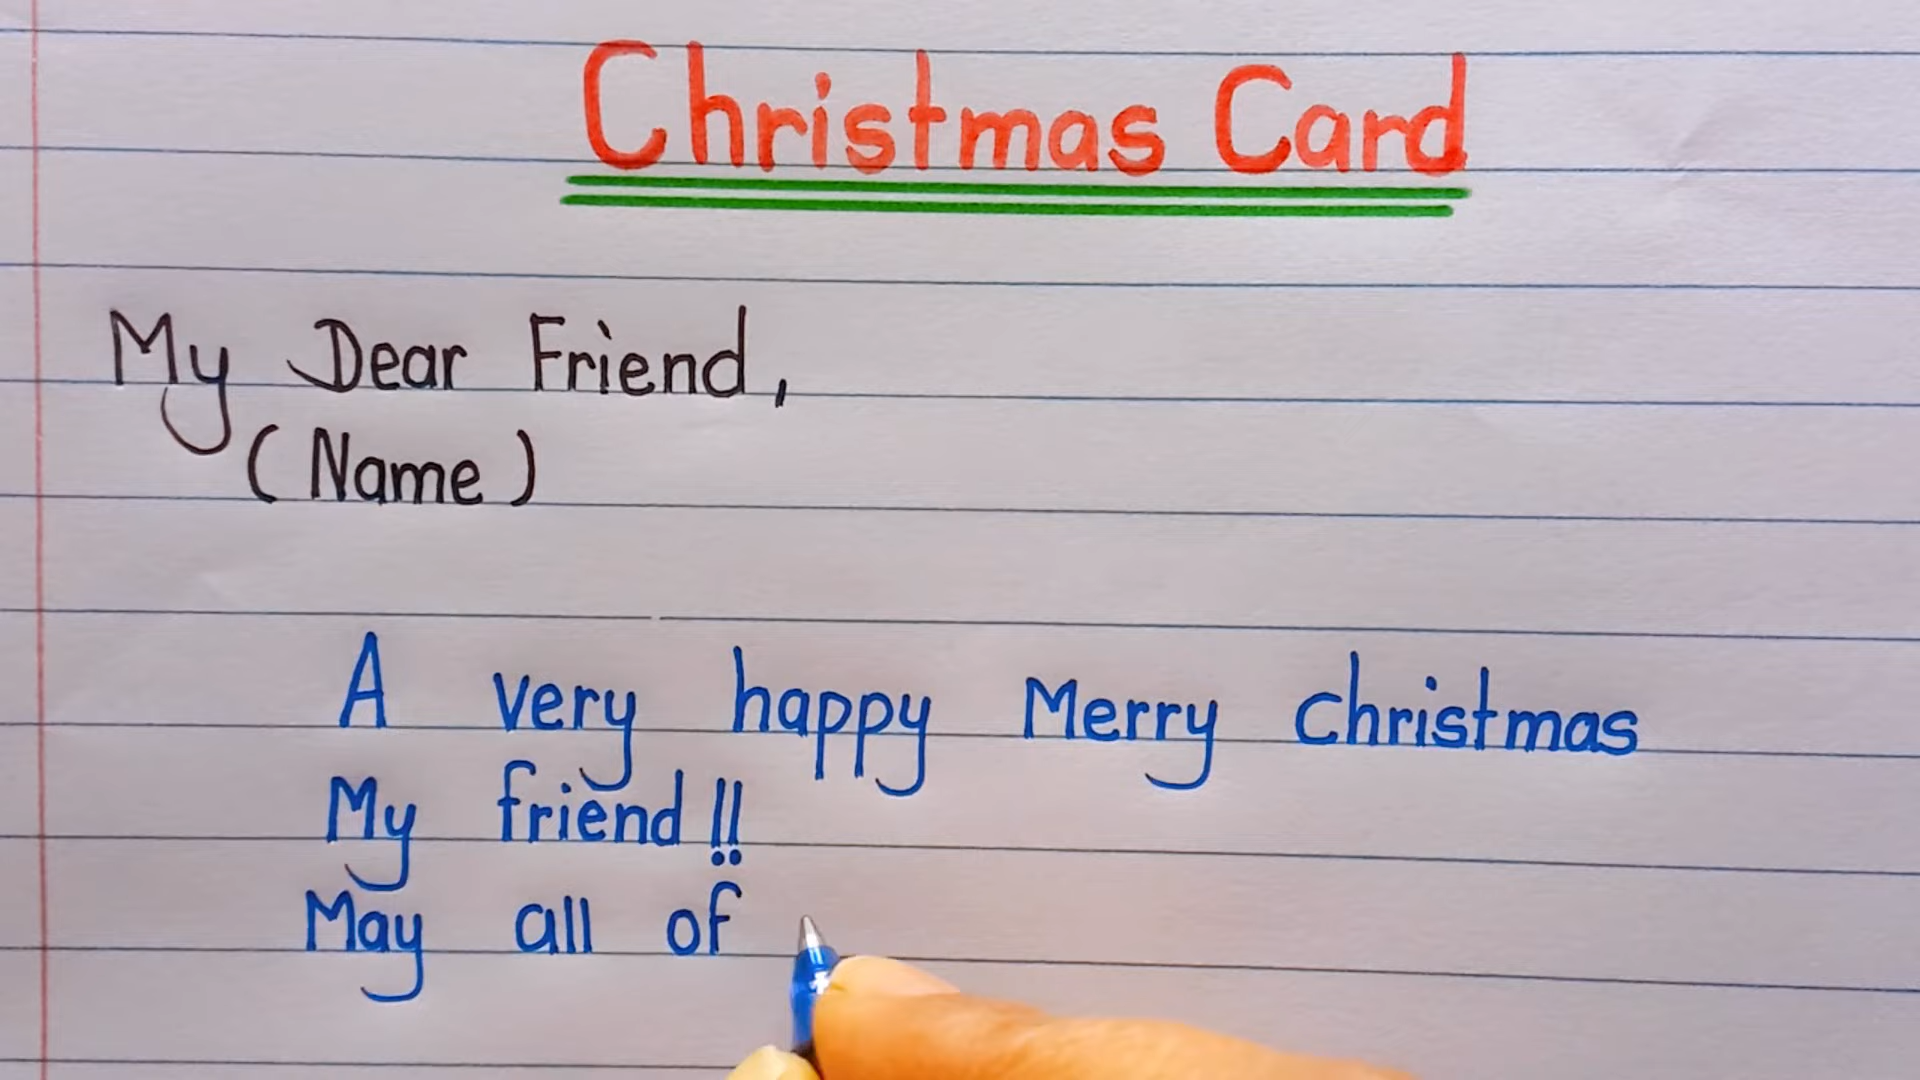 Christmas Card
My Dear Friend,
(Name)
A very happy Merry christmas
My friend!!
May all of